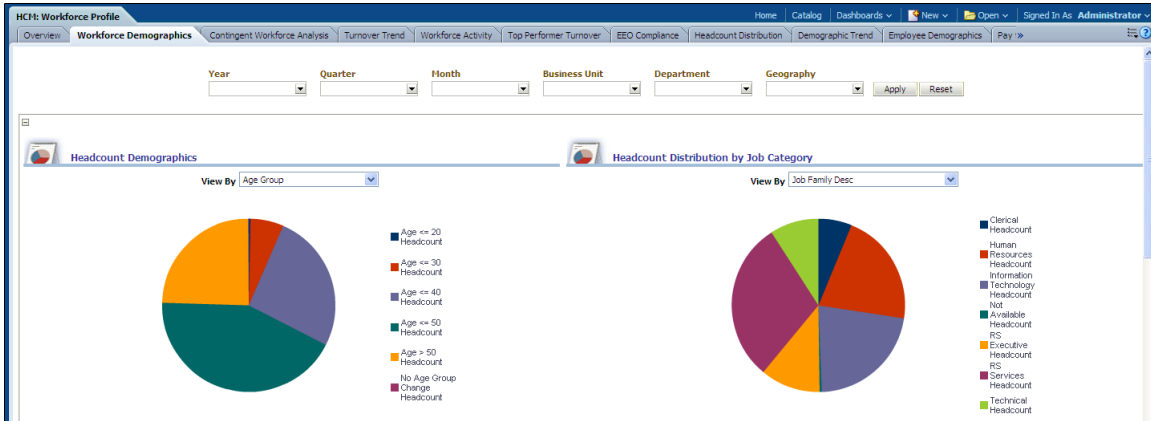 HCM: Workforce Profile
Home Catalog Dashboards New Open Signed In As Administrator
Overview Workforce Demographics Contingent Workforce Analysis Turnover Trend Workforce Activity Top Performer Turnover EEO Compliance Headcount Distribution Demographic Trend Employee Demographics Pay »
Year Quarter Month Business Unit Department Geography
Apply Reset
Headcount Demographics
View By Age Group
Age <= 20
Headcount
Age <= 30
Headcount
Age <= 40
Headcount
Age <= 50
Headcount
Age > 50
Headcount
No Age Group
Change
Headcount
Headcount Distribution by Job Category
View By Job Family Desc
Clerical
Headcount
Human
Resources
Headcount
Information
Technology
Headcount
Not
Available
Headcount
RS
Executive
Headcount
RS
Services
Headcount
Technical
Headcount